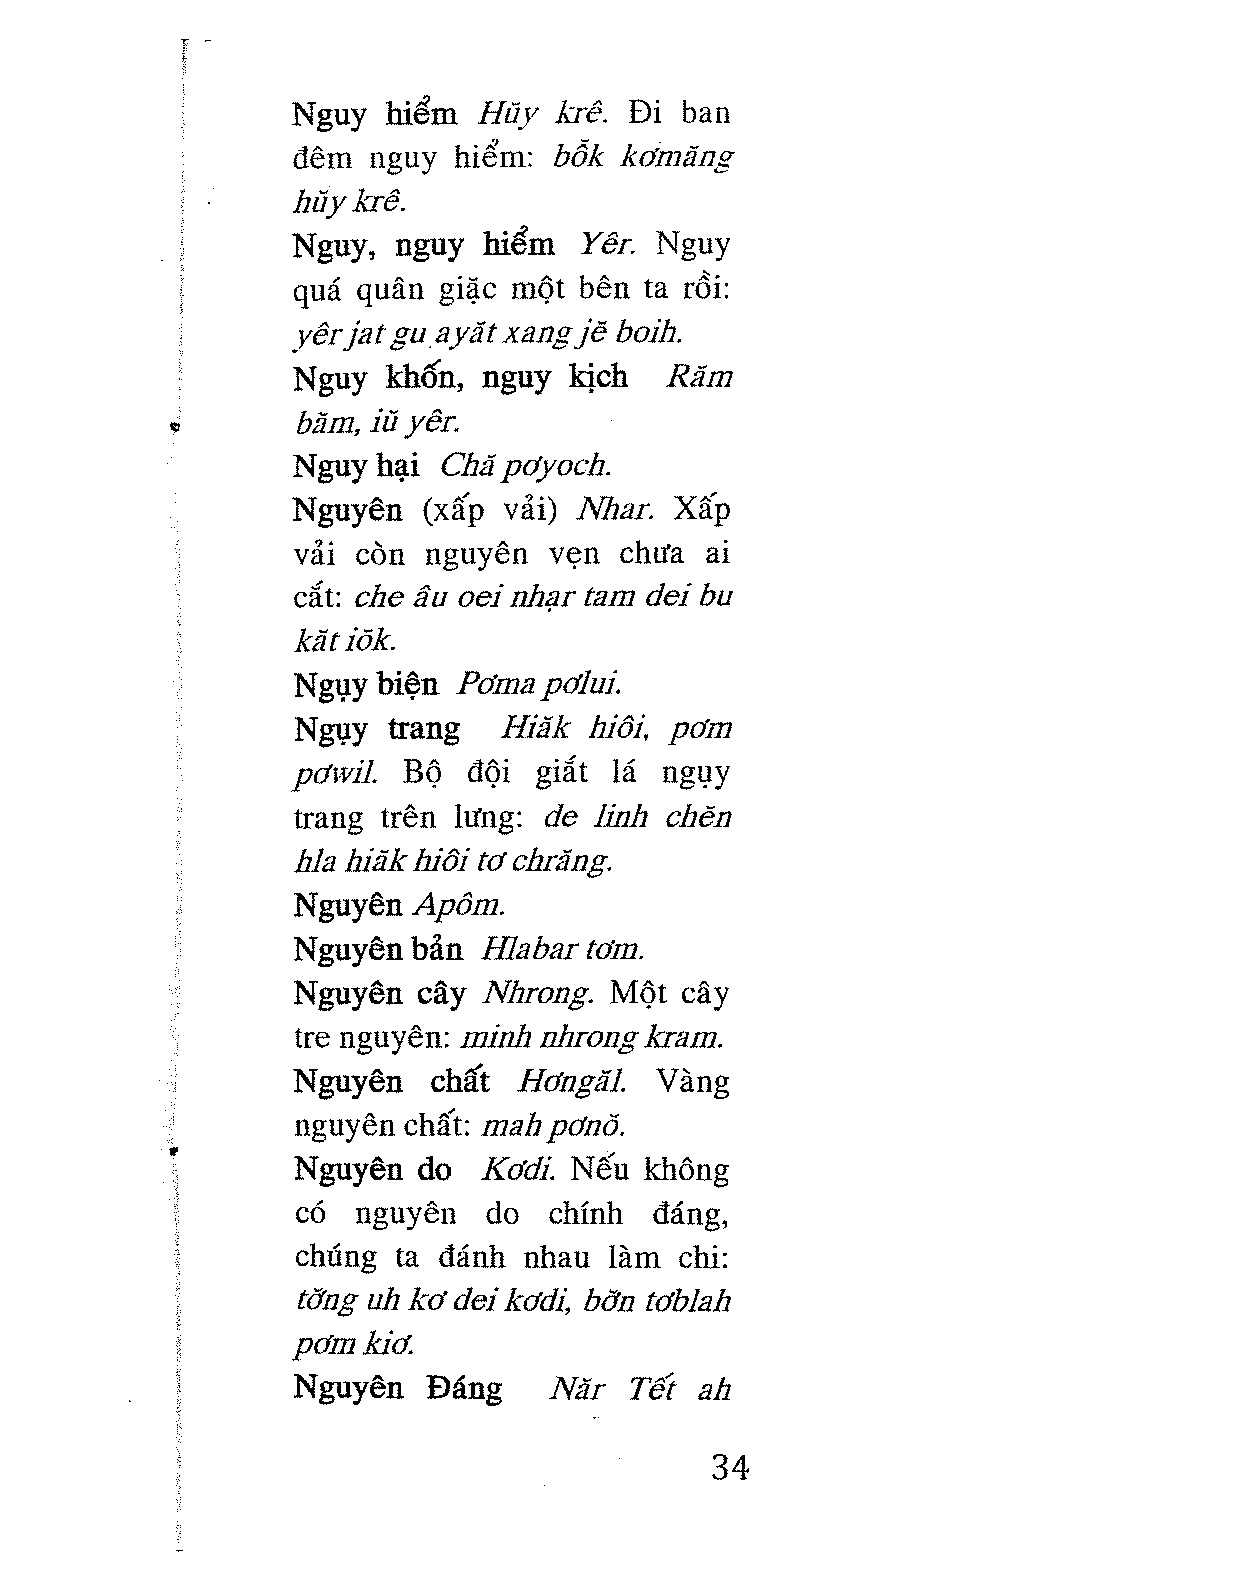 Nguy hiểm Hŭy krê. Đi ban
đêm nguy hiểm: bô̆k kơmăng
hŭy krê.
Nguy, nguy hiểm Yêr. Nguy
quá quân giặc một bên ta rồi:
yêr jat gu ayăt xang jĕ boih.
Nguy khốn, nguy kịch Răm
băm, iŭ yêr.
Nguy hại Chă pơyoch.
Nguyên (xấp vải) Nhar. Xấp
vải còn nguyên vẹn chưa ai
cắt: che âu oei nhạr tam dei bu
kăt iŏk.
Ngụy biện Pơma pơlui.
Ngụy trang Hiăk hiôi, pơm
pơwil. Bộ đội giắt lá ngụy
trang trên lưng: de linh chĕn
hla hiăk hiôi tơ chrăng.
Nguyên Apôm.
Nguyên bản Hlabar tơm.
Nguyên cây Nhrong. Một cây
tre nguyên: minh nhrong kram.
Nguyên chất Hơngăl. Vàng
nguyên chất: mah pơnŏ.
Nguyên do Kơdi. Nếu không
có nguyên do chính đáng,
chúng ta đánh nhau làm chi:
tơ̆ng uh kơ dei kơdi, bơ̆n tơblah
pơm kiơ.
Nguyên Đáng Năr Tết ah
34